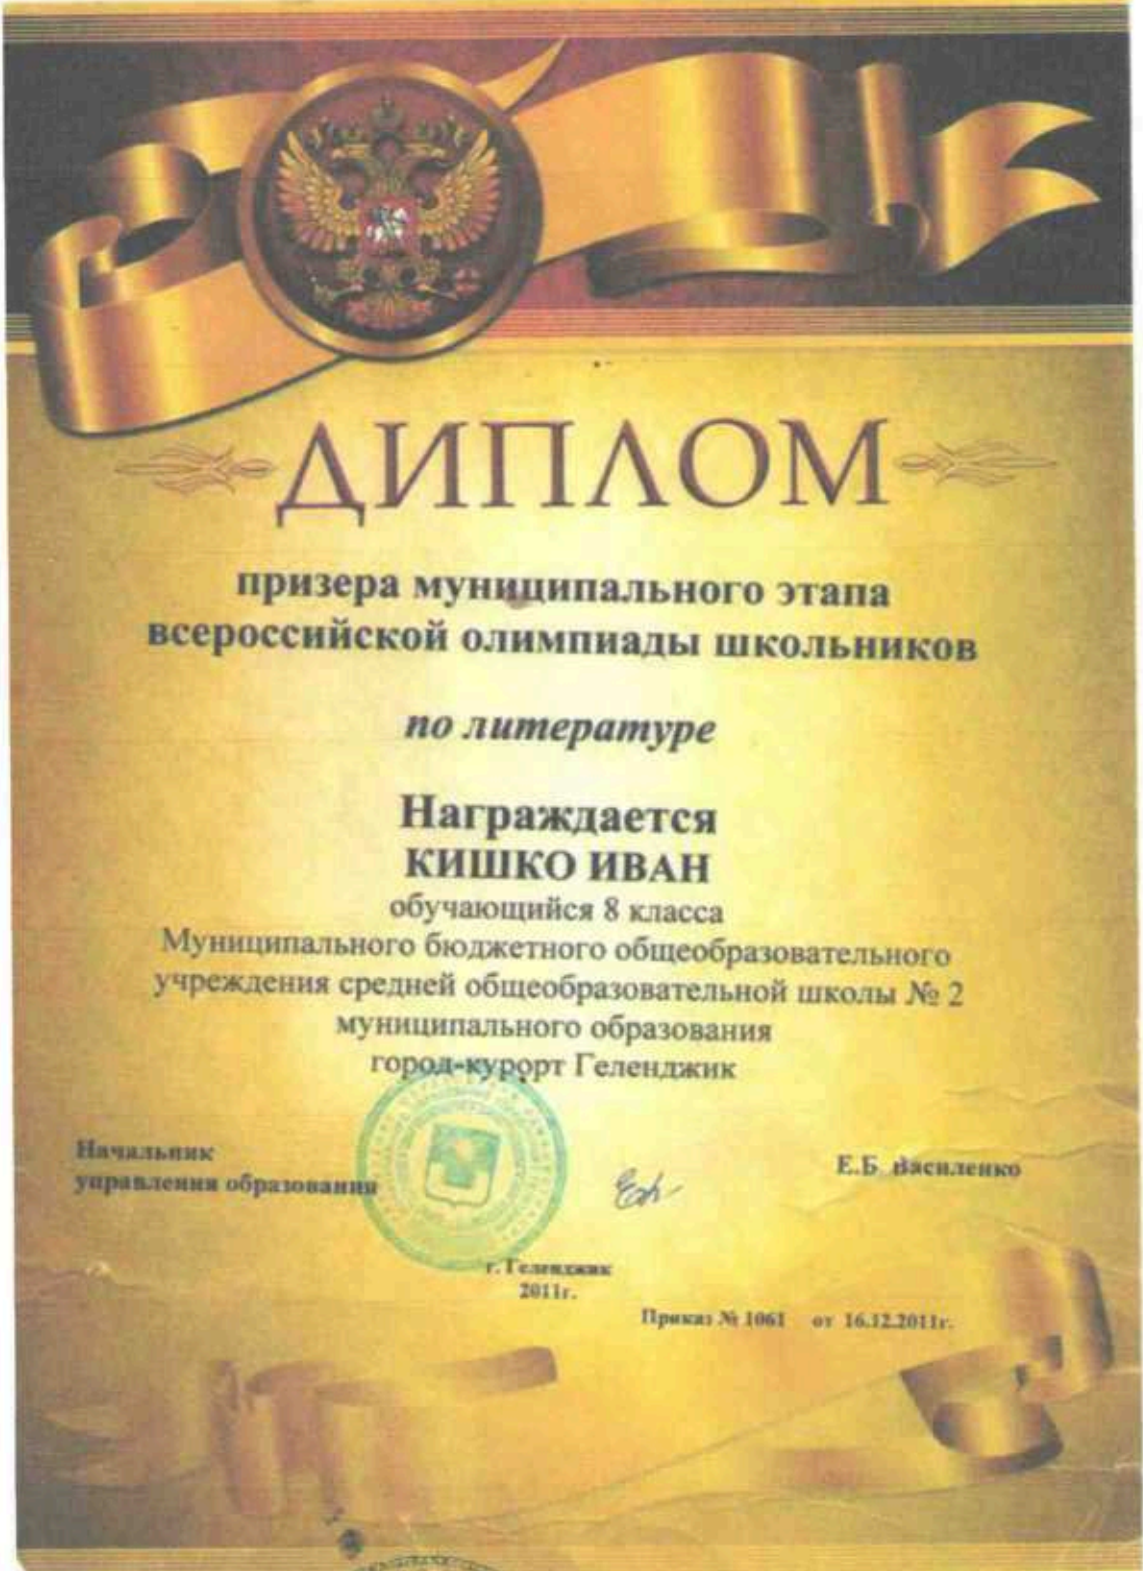 ДИПЛОМ
призера муниципального этапа
всероссийской олимпиады школьников
по литературе
Награждается
КИШКО ИВАН
обучающийся 8 класса
Муниципального бюджетного общеобразовательного
учреждения средней общеобразовательной школы № 2
муниципального образования
город-курорт Геленджик
Начальник
управления образования
Е.Б Василенко
г. Геленджик
2011г.
Приказ № 1061 от 16.12.2011г.